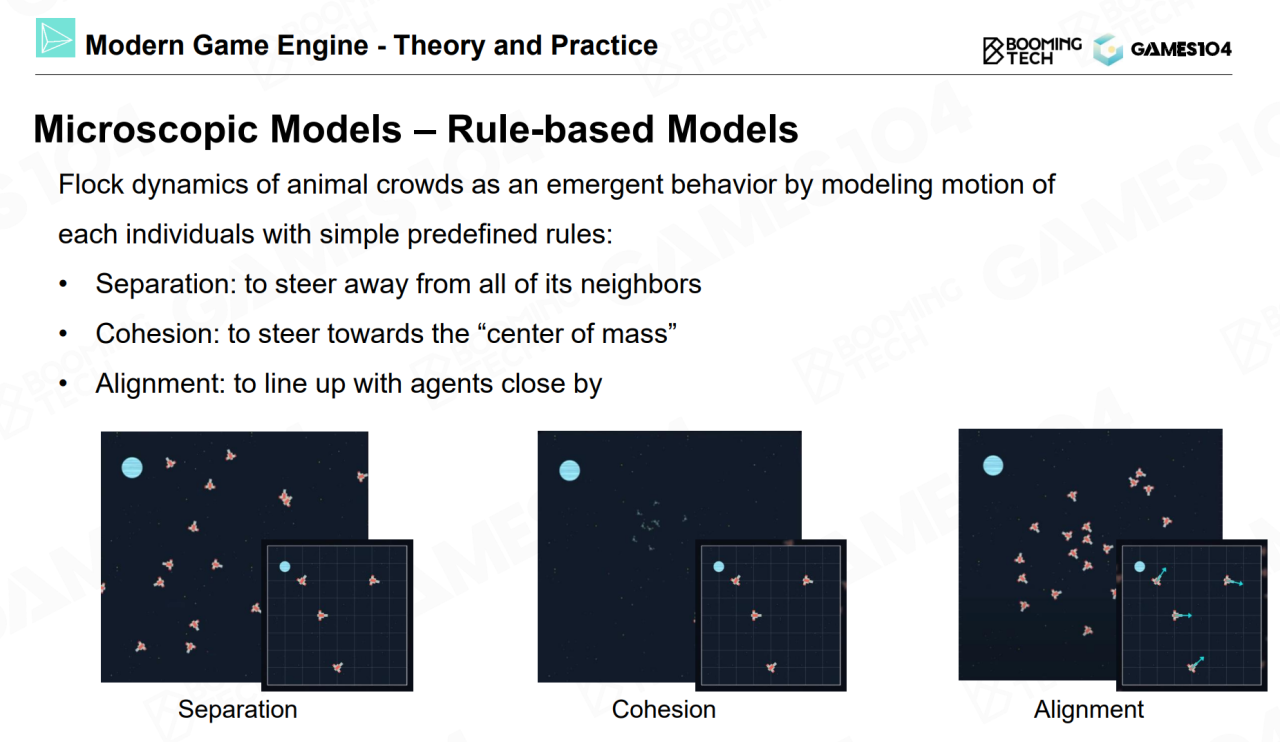 Modern Game Engine - Theory and Practice
BOOMING
TECH
GAMES104
Microscopic Models – Rule-based Models
Flock dynamics of animal crowds as an emergent behavior by modeling motion of
each individuals with simple predefined rules:
• Separation: to steer away from all of its neighbors
• Cohesion: to steer towards the “center of mass”
• Alignment: to line up with agents close by
Separation
Cohesion
Alignment